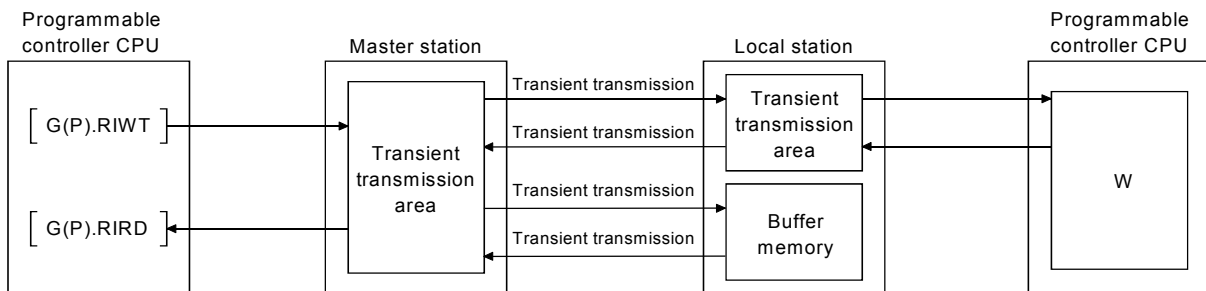 Programmable
controller CPU
Master station
Local station
Programmable
controller CPU
[ G(P).RIWT ]
[ G(P).RIRD ]
Transient
transmission
area
Transient transmission
Transient transmission
Transient transmission
Transient transmission
Transient
transmission
area
Buffer
memory
W